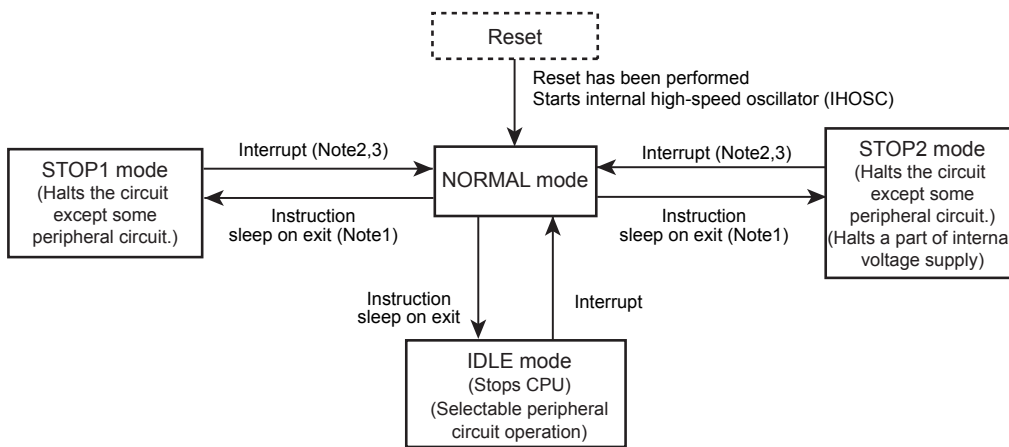 Reset
Reset has been performed
Starts internal high-speed oscillator (IHOSC)
STOP1 mode
(Halts the circuit
except some
peripheral circuit.)
Interrupt (Note2,3)
Instruction
sleep on exit (Note1)
NORMAL mode
Interrupt (Note2,3)
Instruction
sleep on exit (Note1)
STOP2 mode
(Halts the circuit
except some
peripheral circuit.)
(Halts a part of internal
voltage supply)
Instruction
sleep on exit
Interrupt
IDLE mode
(Stops CPU)
(Selectable peripheral
circuit operation)